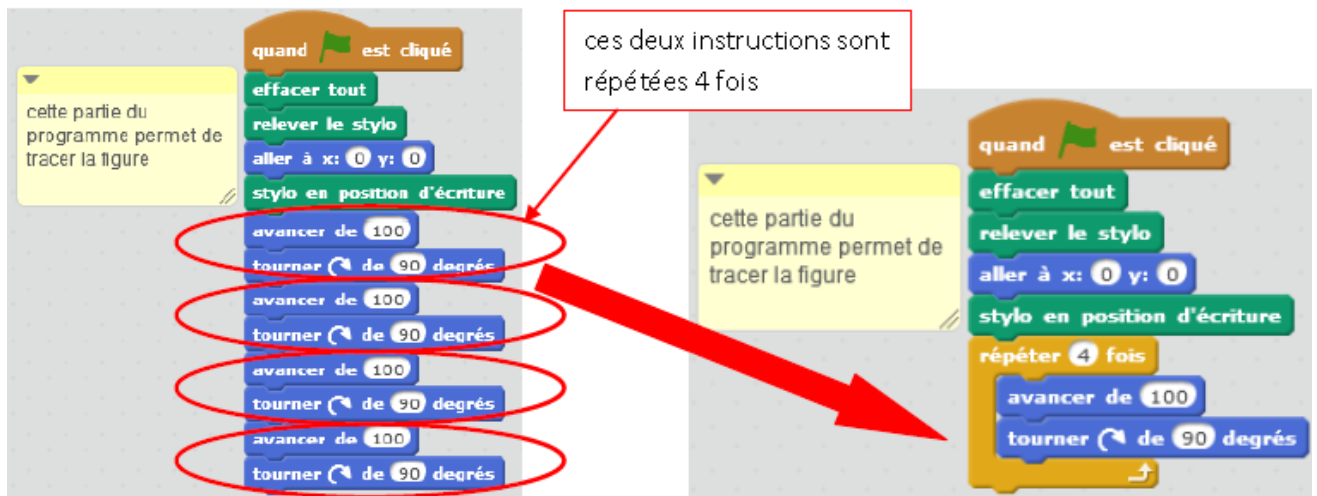 quand est cliqué
effacer tout
relever le stylo
aller à x: 0 y: 0
stylo en position d'écriture
avancer de 100
tourner de 90 degrés
avancer de 100
tourner de 90 degrés
avancer de 100
tourner de 90 degrés
avancer de 100
tourner de 90 degrés
cette partie du
programme permet de
tracer la figure
ces deux instructions sont
répétées 4 fois
quand est cliqué
effacer tout
relever le stylo
aller à x: 0 y: 0
stylo en position d'écriture
répéter 4 fois
avancer de 100
tourner de 90 degrés
cette partie du
programme permet de
tracer la figure